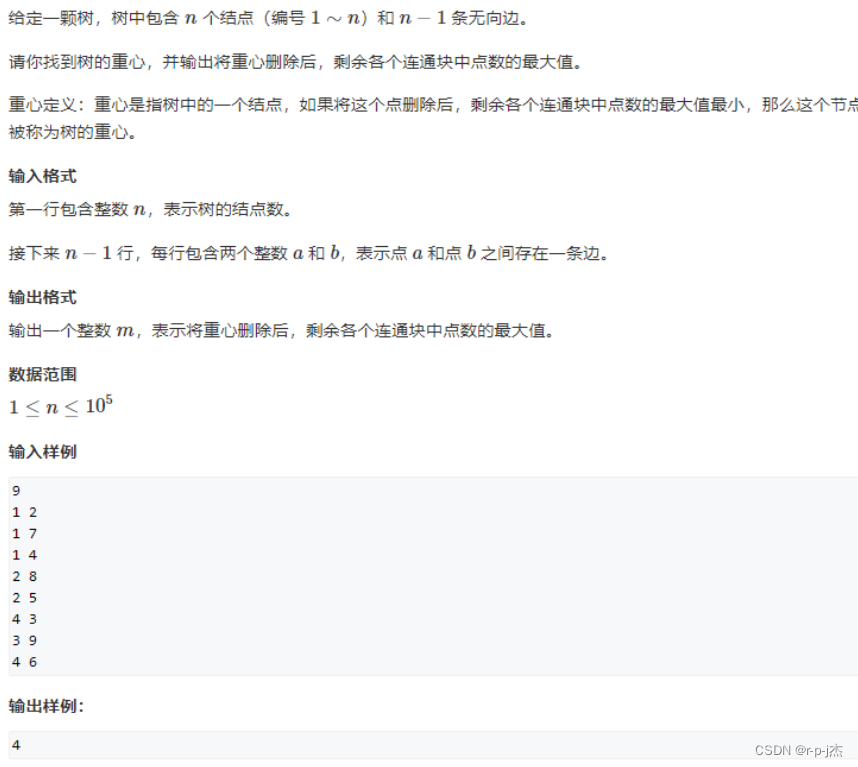 给定一颗树，树中包含 n 个结点（编号 1 ∼ n）和 n − 1 条无向边。
请你找到树的重心，并输出将重心删除后，剩余各个连通块中点数的最大值。
重心定义：重心是指树中的一个结点，如果将这个点删除后，剩余各个连通块中点数的最大值最小，那么这个节点
被称为树的重心。
输入格式
第一行包含整数 n，表示树的结点数。
接下来 n − 1 行，每行包含两个整数 a 和 b，表示点 a 和点 b 之间存在一条边。
输出格式
输出一个整数 m，表示将重心删除后，剩余各个连通块中点数的最大值。
数据范围
1 ≤ n ≤ 10⁵
输入样例
9
1 2
1 7
1 4
2 8
2 5
4 3
3 9
4 6
输出样例：
4
CSDN @r-p-j杰